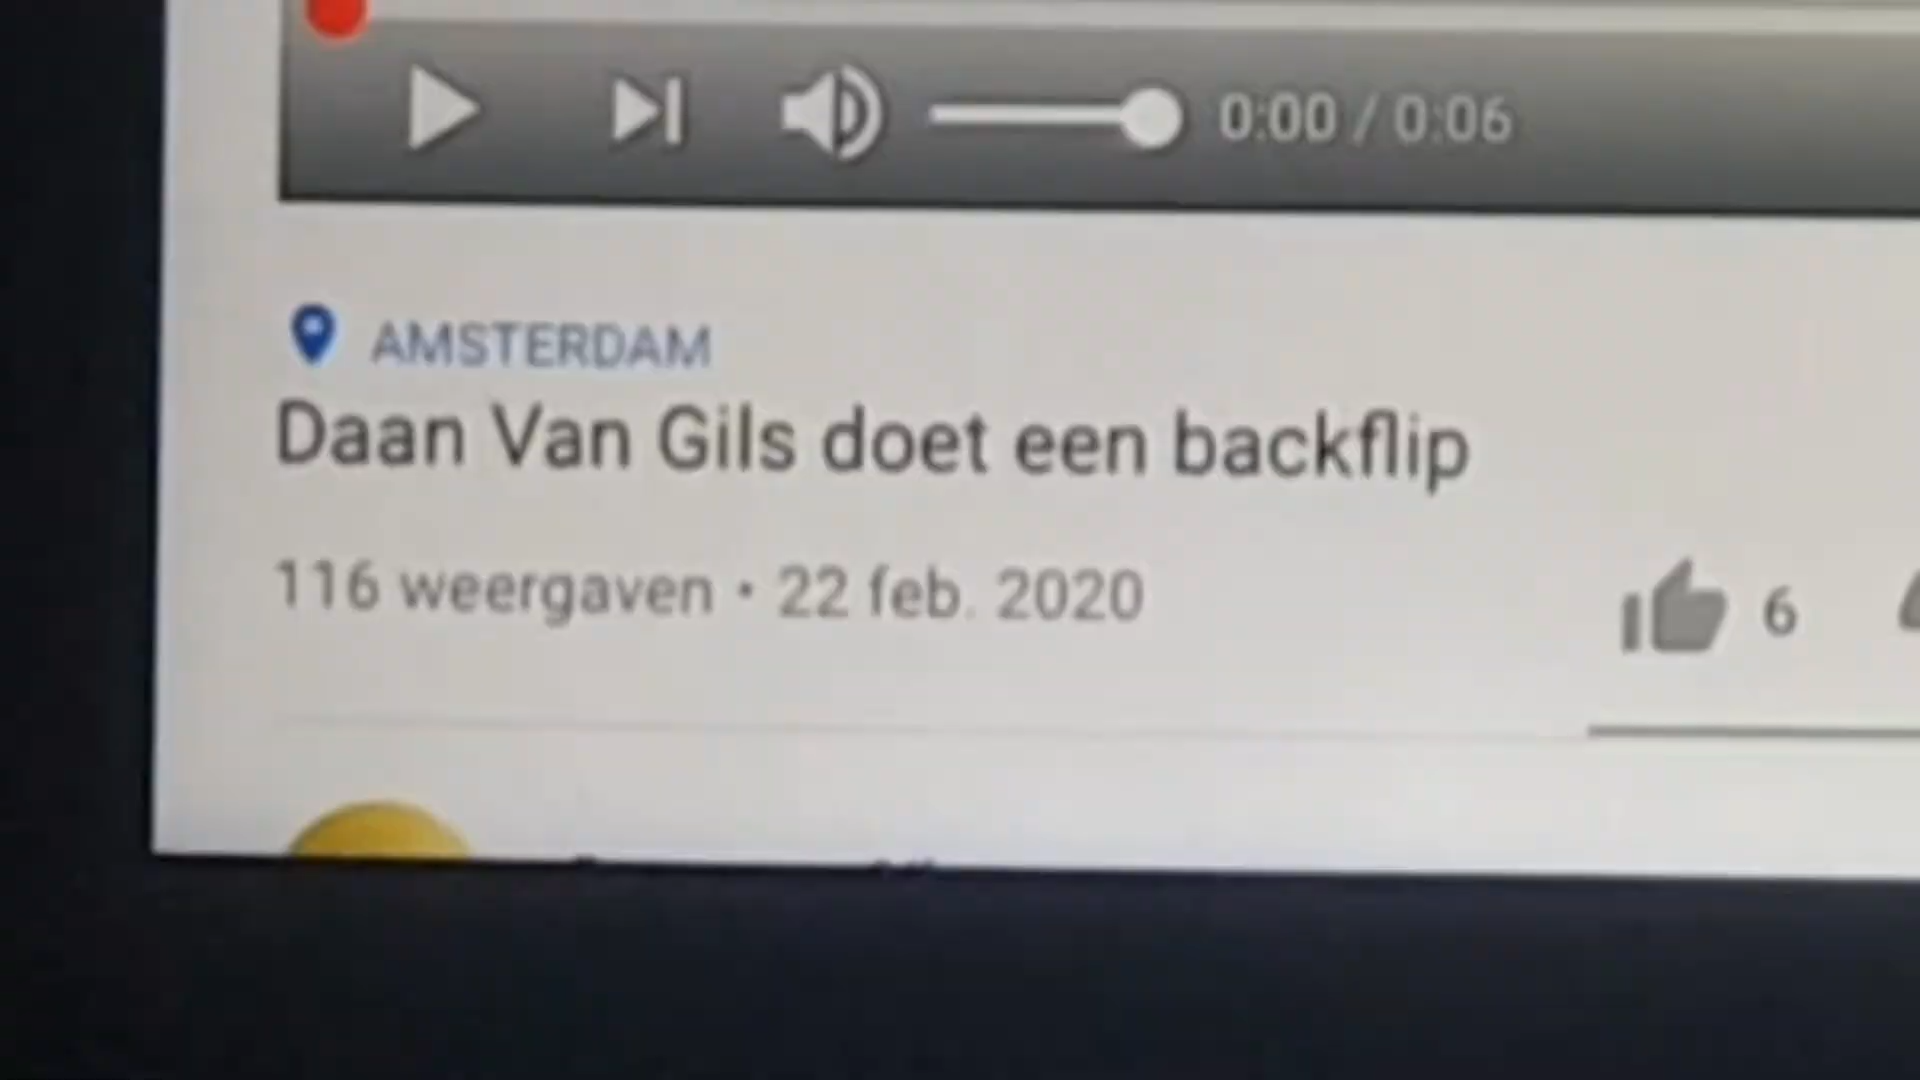 0:00 / 0:06
AMSTERDAM
Daan Van Gils doet een backflip
116 weergaven • 22 feb. 2020
6